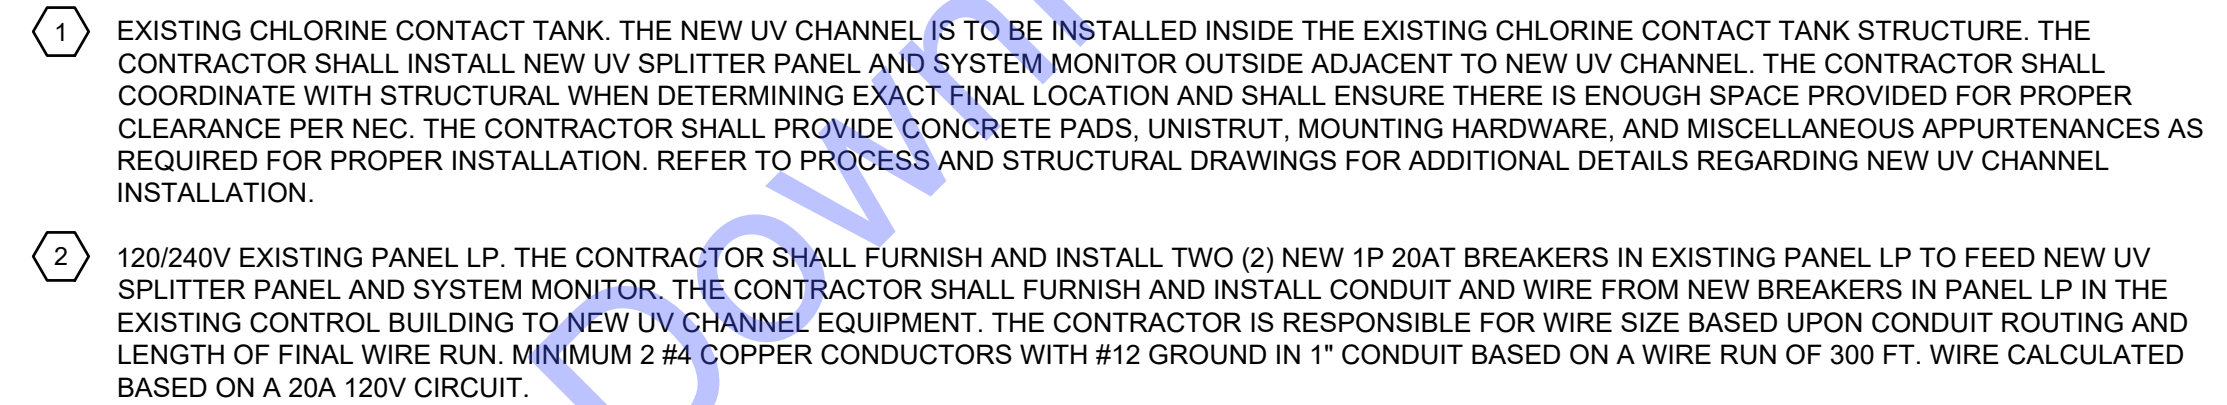 1 EXISTING CHLORINE CONTACT TANK. THE NEW UV CHANNEL IS TO BE INSTALLED INSIDE THE EXISTING CHLORINE CONTACT TANK STRUCTURE. THE
CONTRACTOR SHALL INSTALL NEW UV SPLITTER PANEL AND SYSTEM MONITOR OUTSIDE ADJACENT TO NEW UV CHANNEL. THE CONTRACTOR SHALL
COORDINATE WITH STRUCTURAL WHEN DETERMINING EXACT FINAL LOCATION AND SHALL ENSURE THERE IS ENOUGH SPACE PROVIDED FOR PROPER
CLEARANCE PER NEC. THE CONTRACTOR SHALL PROVIDE CONCRETE PADS, UNISTRUT, MOUNTING HARDWARE, AND MISCELLANEOUS APPURTENANCES AS
REQUIRED FOR PROPER INSTALLATION. REFER TO PROCESS AND STRUCTURAL DRAWINGS FOR ADDITIONAL DETAILS REGARDING NEW UV CHANNEL
INSTALLATION.
2 120/240V EXISTING PANEL LP. THE CONTRACTOR SHALL FURNISH AND INSTALL TWO (2) NEW 1P 20AT BREAKERS IN EXISTING PANEL LP TO FEED NEW UV
SPLITTER PANEL AND SYSTEM MONITOR. THE CONTRACTOR SHALL FURNISH AND INSTALL CONDUIT AND WIRE FROM NEW BREAKERS IN PANEL LP IN THE
EXISTING CONTROL BUILDING TO NEW UV CHANNEL EQUIPMENT. THE CONTRACTOR IS RESPONSIBLE FOR WIRE SIZE BASED UPON CONDUIT ROUTING AND
LENGTH OF FINAL WIRE RUN. MINIMUM 2 #4 COPPER CONDUCTORS WITH #12 GROUND IN 1" CONDUIT BASED ON A WIRE RUN OF 300 FT. WIRE CALCULATED
BASED ON A 20A 120V CIRCUIT.
Down